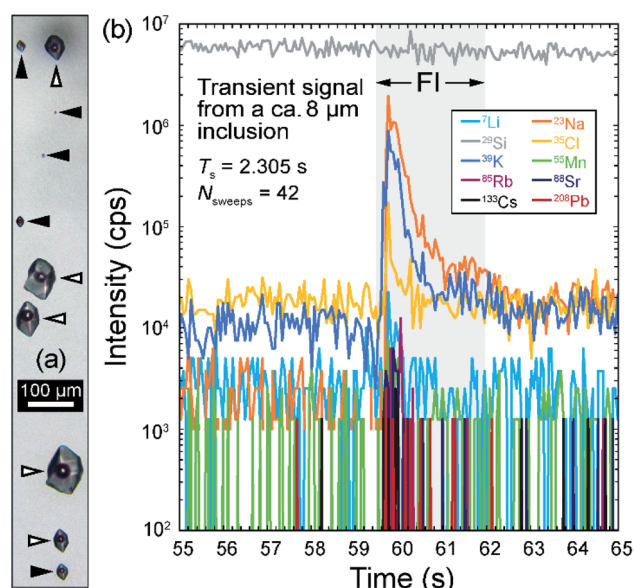 (a)
100 µm
(b)
Transient signal
from a ca. 8 µm
inclusion
Tₛ = 2.305 s
N_sweeps = 42
FI
⁷Li ²³Na
²⁹Si ³⁵Cl
³⁹K ⁵⁵Mn
⁸⁵Rb ⁸⁸Sr
¹³³Cs ²⁰⁸Pb
Intensity (cps)
10⁷
10⁶
10⁵
10⁴
10³
10²
55 56 57 58 59 60 61 62 63 64 65
Time (s)